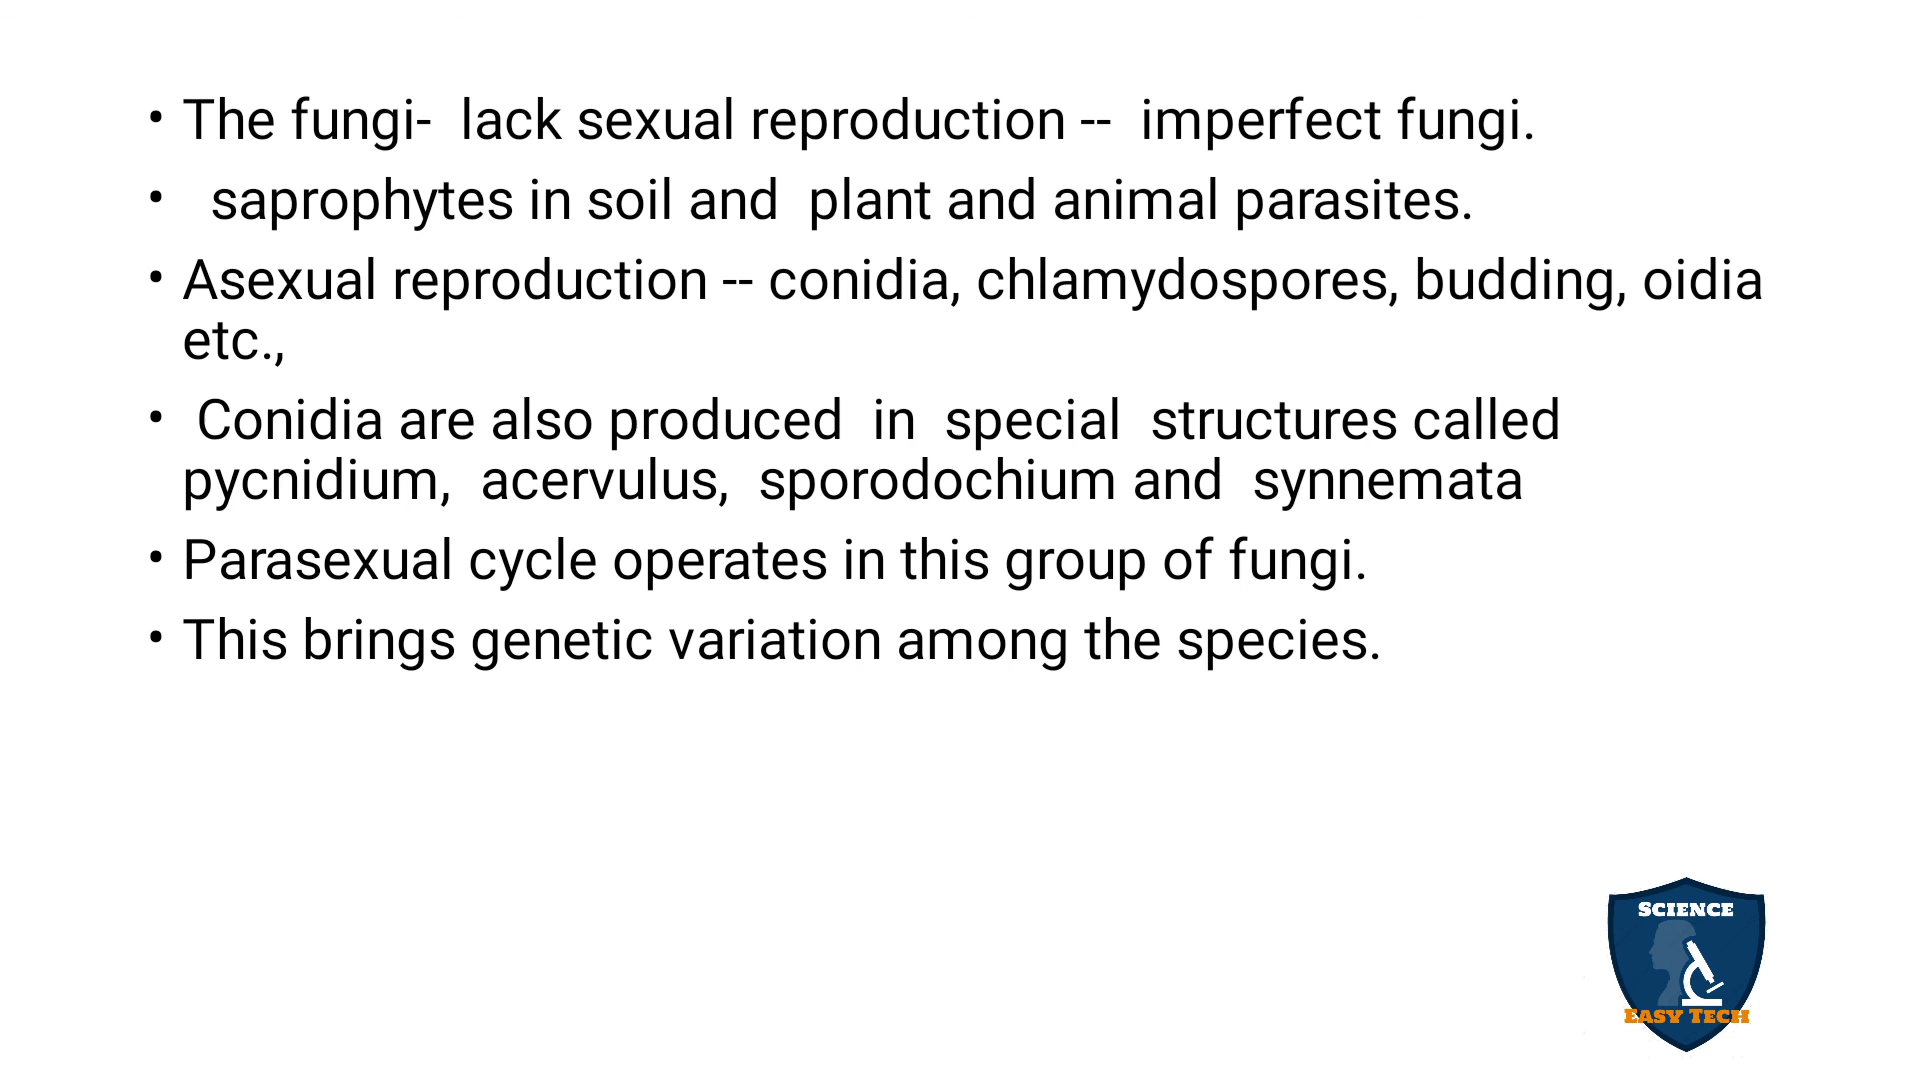 • The fungi-  lack sexual reproduction --  imperfect fungi.
•   saprophytes in soil and  plant and animal parasites.
• Asexual reproduction -- conidia, chlamydospores, budding, oidia
etc.,
•  Conidia are also produced  in  special  structures called
pycnidium,  acervulus,  sporodochium and  synnemata
• Parasexual cycle operates in this group of fungi.
• This brings genetic variation among the species.
SCIENCE
EASY TECH